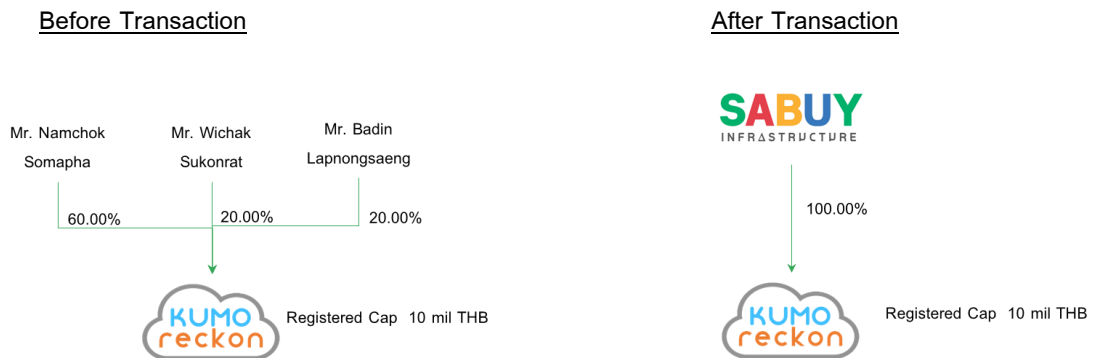 Before Transaction
After Transaction
SABUY
INFRASTRUCTURE
Mr. Namchok
Somapha
Mr. Wichak
Sukonrat
Mr. Badin
Lapnongsaeng
60.00%
20.00%
20.00%
100.00%
KUMO
reckon
Registered Cap 10 mil THB
KUMO
reckon
Registered Cap 10 mil THB